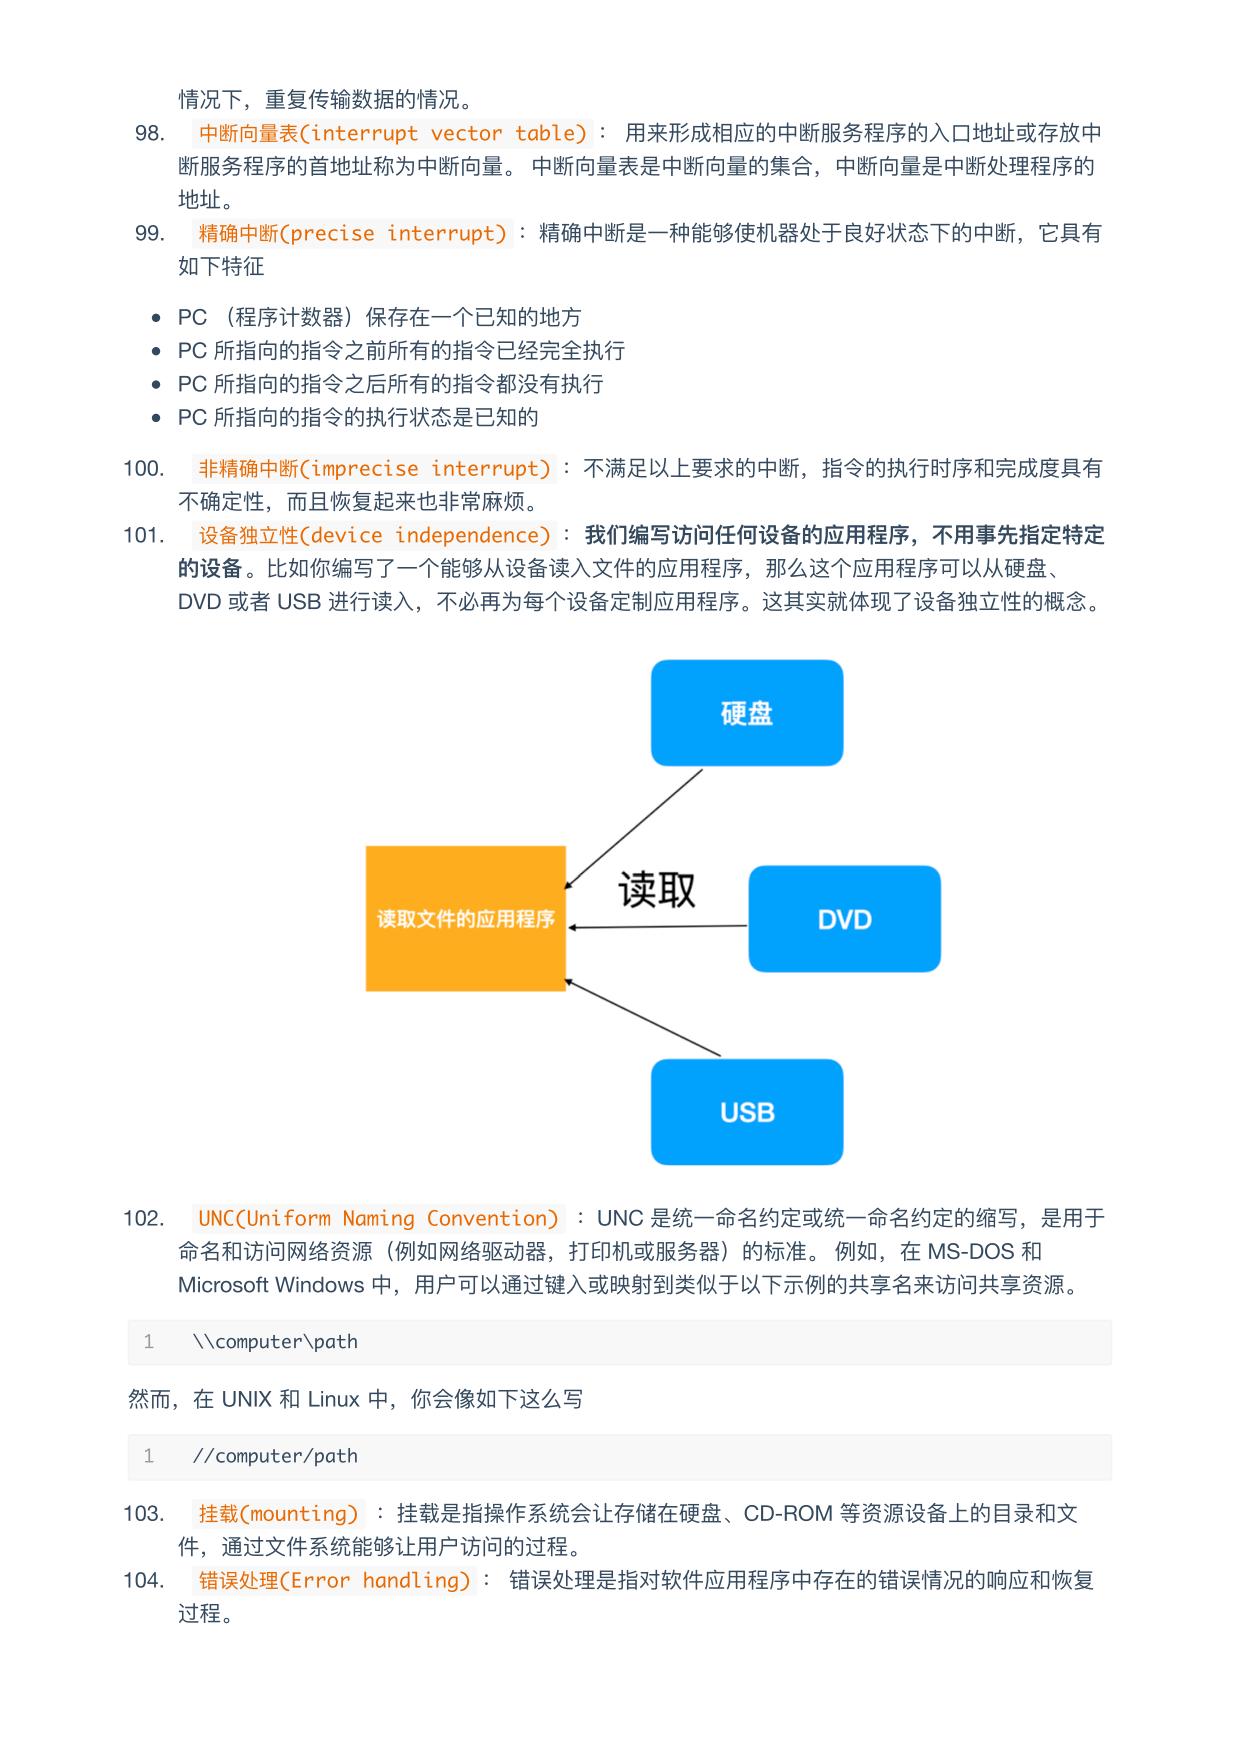 情况下，重复传输数据的情况。
98. 中断向量表(interrupt vector table)： 用来形成相应的中断服务程序的入口地址或存放中
断服务程序的首地址称为中断向量。 中断向量表是中断向量的集合，中断向量是中断处理程序的
地址。
99. 精确中断(precise interrupt)：精确中断是一种能够使机器处于良好状态下的中断，它具有
如下特征
• PC （程序计数器）保存在一个已知的地方
• PC 所指向的指令之前所有的指令已经完全执行
• PC 所指向的指令之后所有的指令都没有执行
• PC 所指向的指令的执行状态是已知的
100. 非精确中断(imprecise interrupt)：不满足以上要求的中断，指令的执行时序和完成度具有
不确定性，而且恢复起来也非常麻烦。
101. 设备独立性(device independence)：我们编写访问任何设备的应用程序，不用事先指定特定
的设备。比如你编写了一个能够从设备读入文件的应用程序，那么这个应用程序可以从硬盘、
DVD 或者 USB 进行读入，不必再为每个设备定制应用程序。这其实就体现了设备独立性的概念。
硬盘
读取
读取文件的应用程序
DVD
USB
102. UNC(Uniform Naming Convention) ：UNC 是统一命名约定或统一命名约定的缩写，是用于
命名和访问网络资源（例如网络驱动器，打印机或服务器）的标准。 例如，在 MS-DOS 和
Microsoft Windows 中，用户可以通过键入或映射到类似于以下示例的共享名来访问共享资源。
1 \\computer\path
然而，在 UNIX 和 Linux 中，你会像如下这么写
1 //computer/path
103. 挂载(mounting) ：挂载是指操作系统会让存储在硬盘、CD-ROM 等资源设备上的目录和文
件，通过文件系统能够让用户访问的过程。
104. 错误处理(Error handling)： 错误处理是指对软件应用程序中存在的错误情况的响应和恢复
过程。